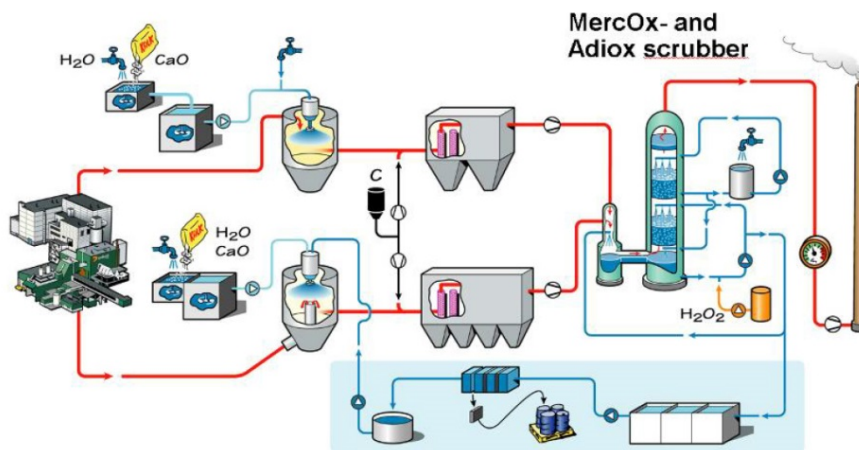 MercOx- and
Adiox scrubber
H₂O
CaO
C
H₂O
CaO
H₂O₂